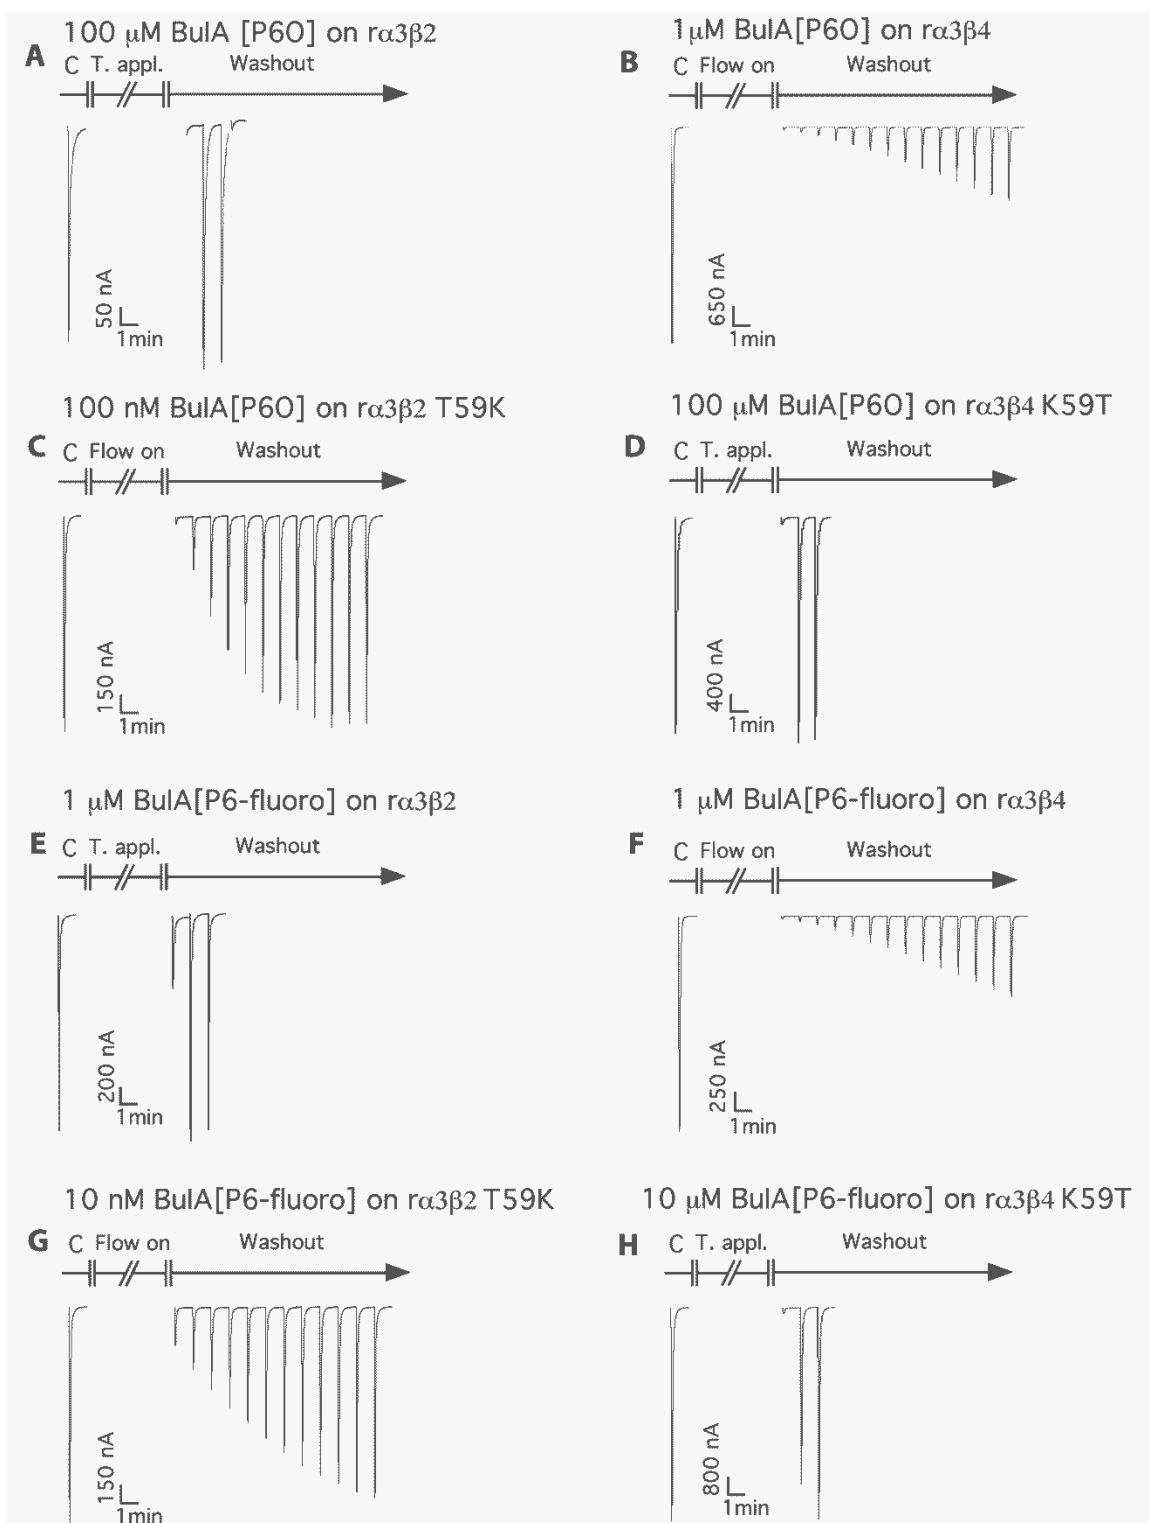 100 μM BuIA [P6O] on rα3β2
A
C T. appl. Washout
50 nA
1min
1μM BuIA[P6O] on rα3β4
B
C Flow on Washout
650 nA
1min
100 nM BuIA[P6O] on rα3β2 T59K
C
C Flow on Washout
150 nA
1min
100 μM BuIA[P6O] on rα3β4 K59T
D
C T. appl. Washout
400 nA
1min
1 μM BuIA[P6-fluoro] on rα3β2
E
C T. appl. Washout
200 nA
1min
1 μM BuIA[P6-fluoro] on rα3β4
F
C Flow on Washout
250 nA
1min
10 nM BuIA[P6-fluoro] on rα3β2 T59K
G
C Flow on Washout
150 nA
1min
10 μM BuIA[P6-fluoro] on rα3β4 K59T
H
C T. appl. Washout
800 nA
1min